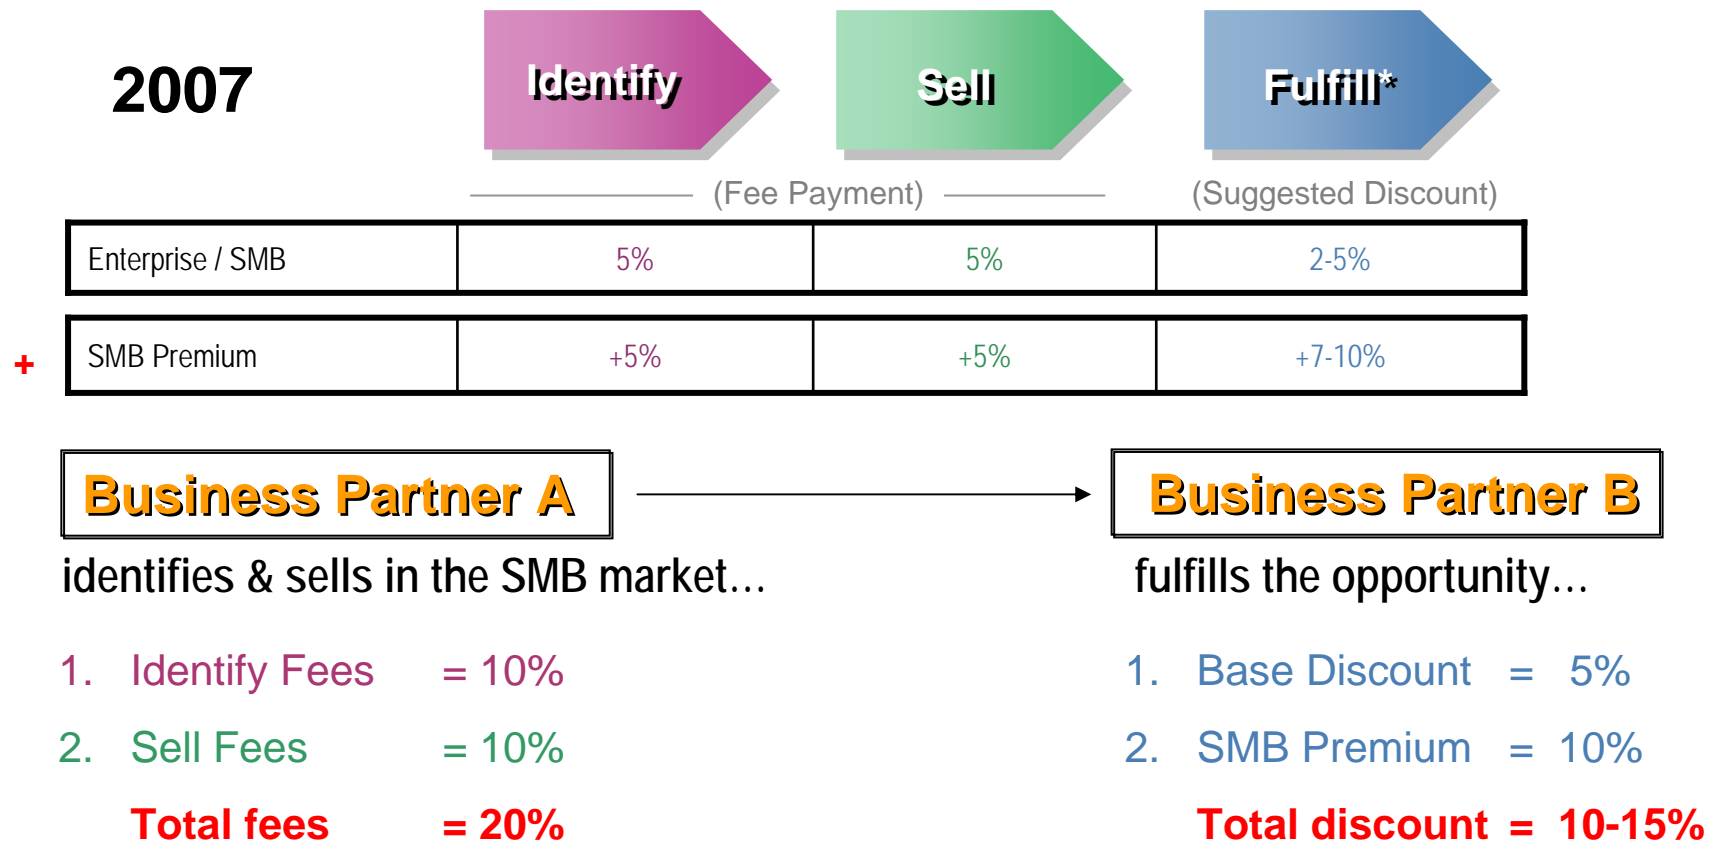 2007
Identify
Sell
Fulfill*
(Fee Payment)
(Suggested Discount)
Enterprise / SMB 5% 5% 2-5%
+ SMB Premium +5% +5% +7-10%
Business Partner A
identifies & sells in the SMB market…
1. Identify Fees = 10%
2. Sell Fees = 10%
Total fees = 20%
Business Partner B
fulfills the opportunity…
1. Base Discount = 5%
2. SMB Premium = 10%
Total discount = 10-15%